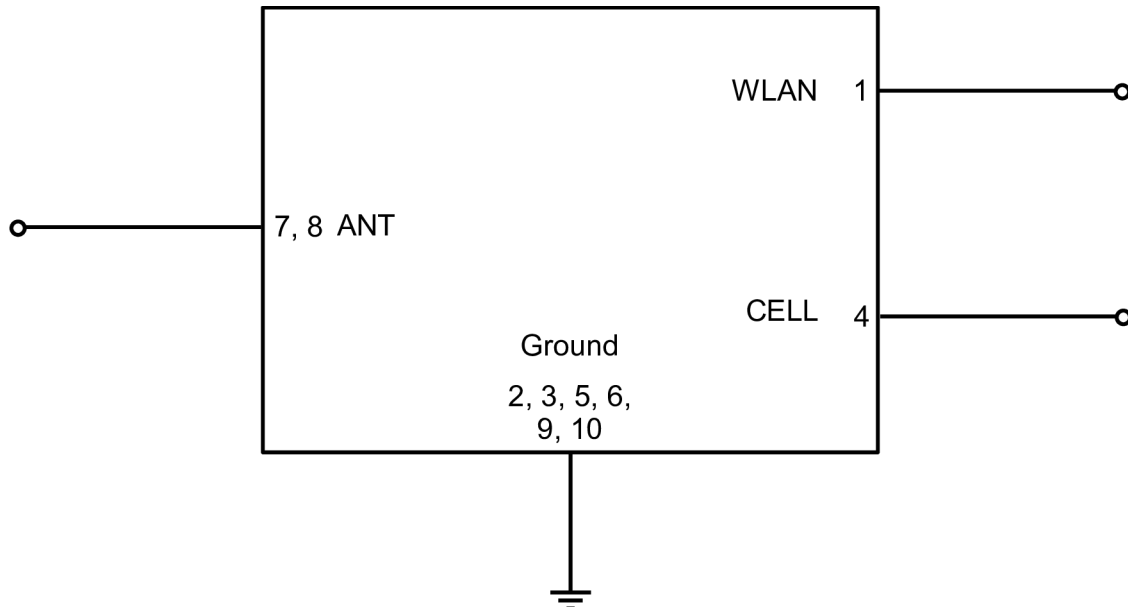 WLAN 1
7, 8 ANT
CELL 4
Ground
2, 3, 5, 6,
9, 10